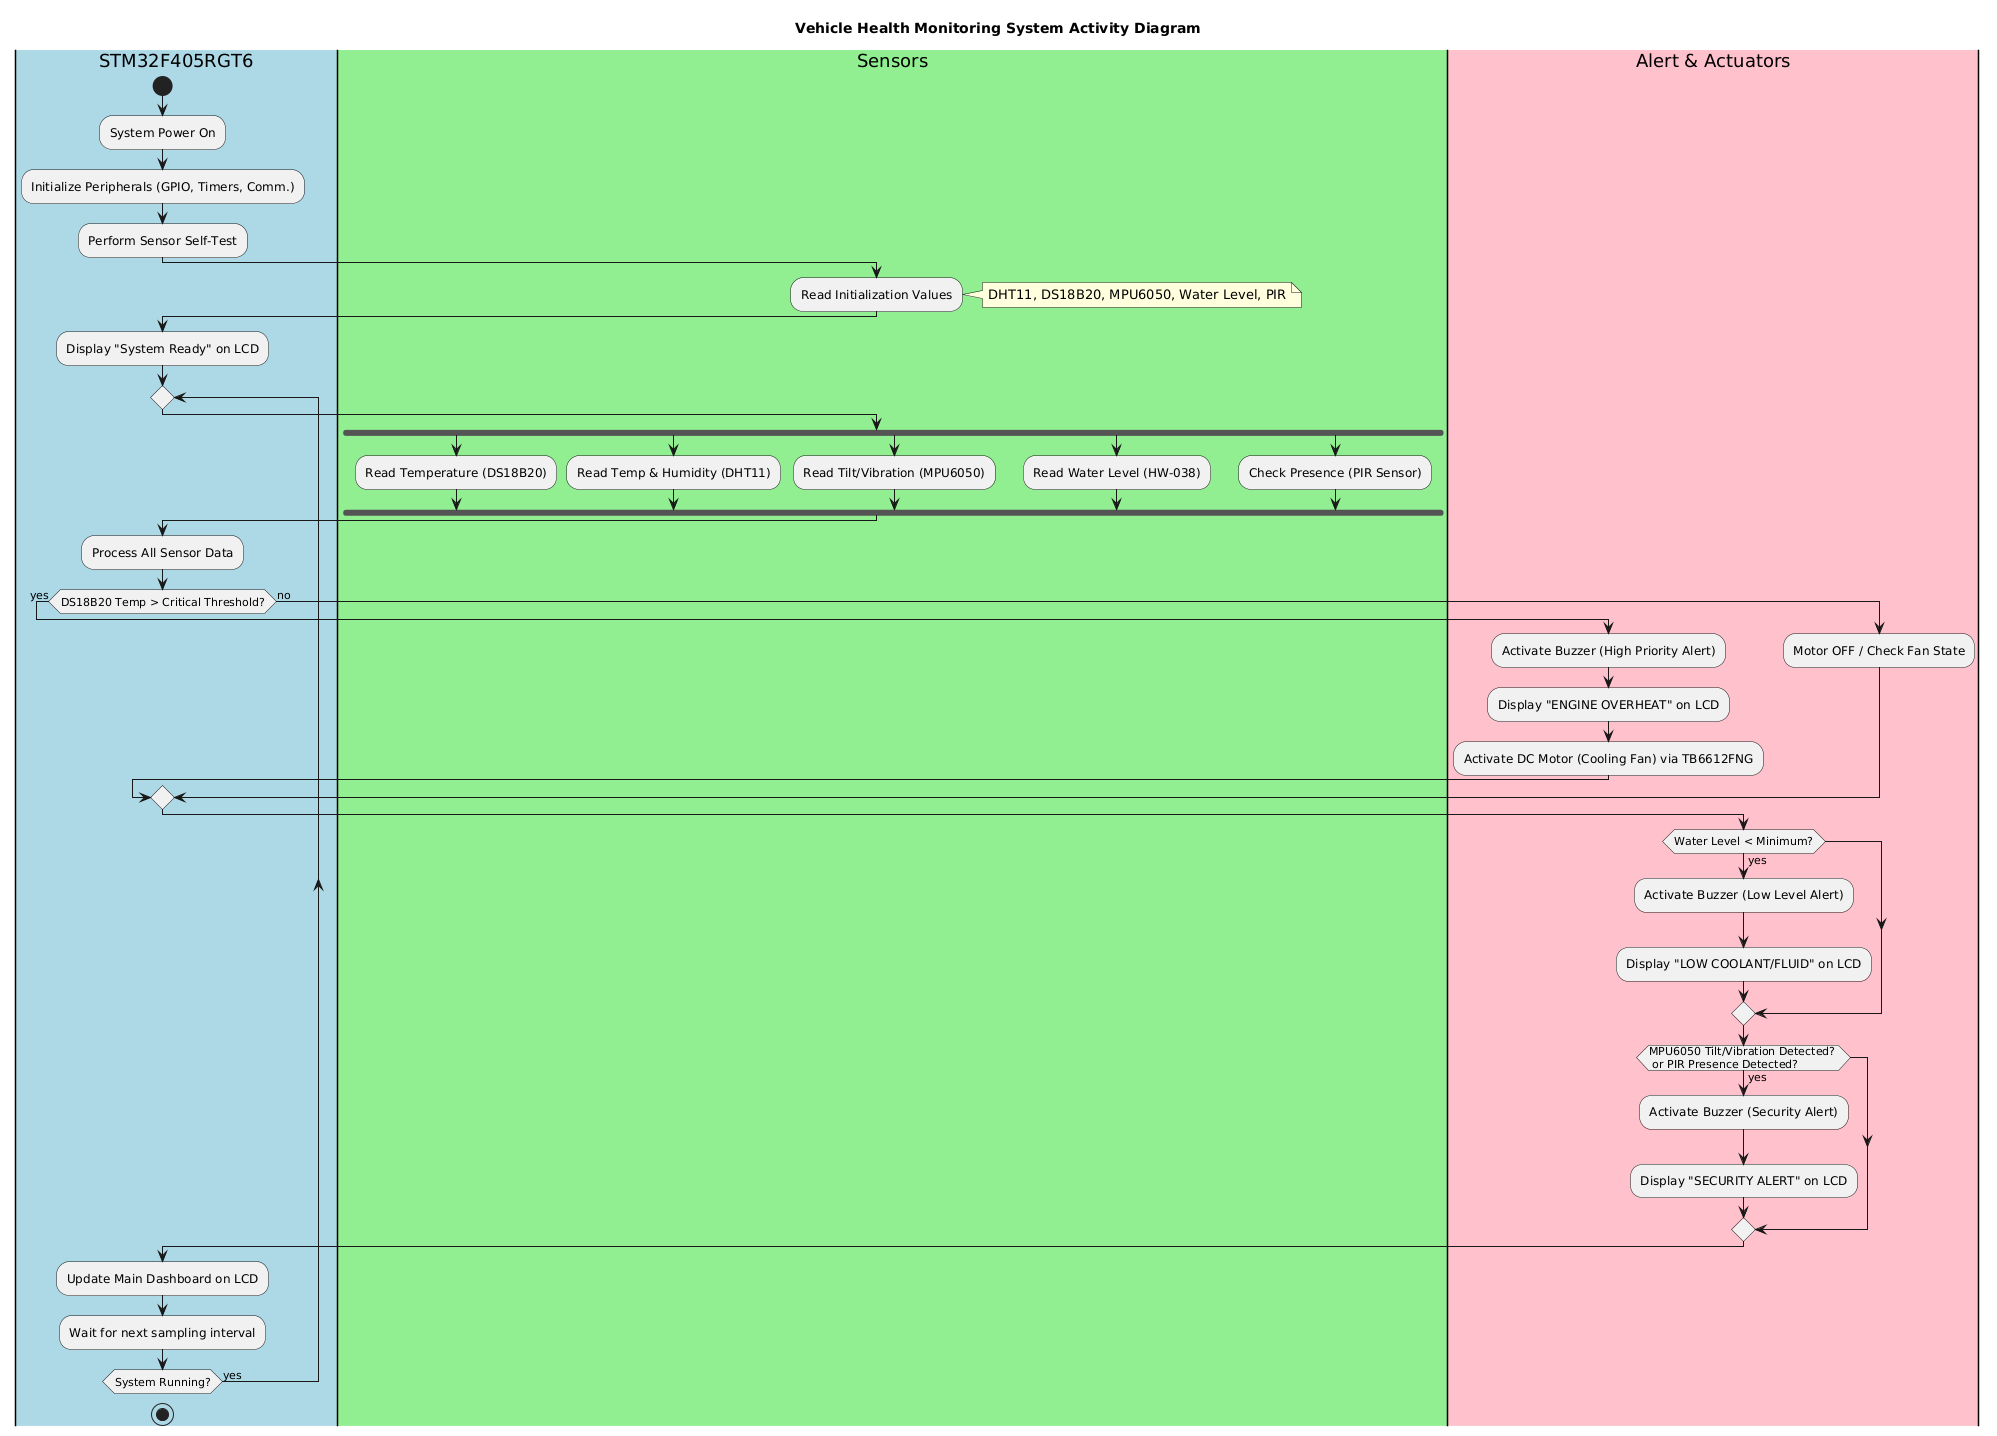 Vehicle Health Monitoring System Activity Diagram
STM32F405RGT6
Sensors
Alert & Actuators
System Power On
Initialize Peripherals (GPIO, Timers, Comm.)
Perform Sensor Self-Test
Read Initialization Values
DHT11, DS18B20, MPU6050, Water Level, PIR
Display "System Ready" on LCD
Read Temperature (DS18B20)
Read Temp & Humidity (DHT11)
Read Tilt/Vibration (MPU6050)
Read Water Level (HW-038)
Check Presence (PIR Sensor)
Process All Sensor Data
yes
DS18B20 Temp > Critical Threshold?
no
Activate Buzzer (High Priority Alert)
Motor OFF / Check Fan State
Display "ENGINE OVERHEAT" on LCD
Activate DC Motor (Cooling Fan) via TB6612FNG
Water Level < Minimum?
yes
Activate Buzzer (Low Level Alert)
Display "LOW COOLANT/FLUID" on LCD
MPU6050 Tilt/Vibration Detected?
or PIR Presence Detected?
yes
Activate Buzzer (Security Alert)
Display "SECURITY ALERT" on LCD
Update Main Dashboard on LCD
Wait for next sampling interval
System Running?
yes